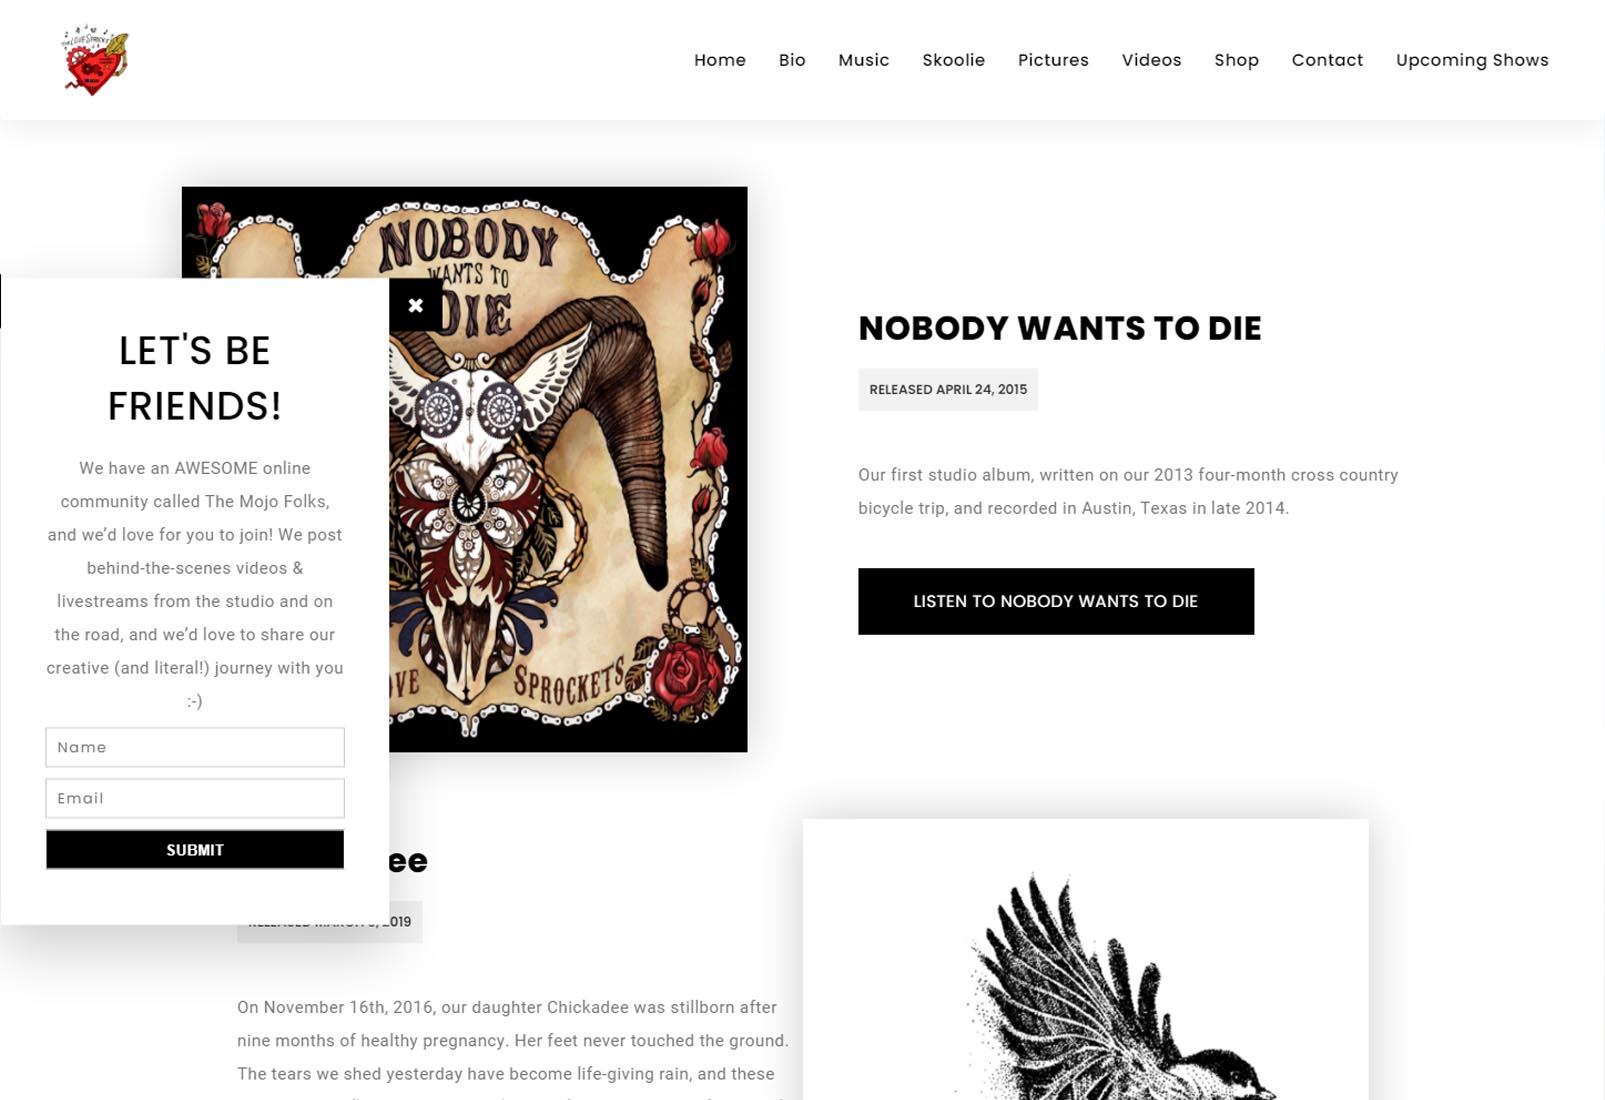 THE LOVE SPROCKETS
Home Bio Music Skoolie Pictures Videos Shop Contact Upcoming Shows
NOBODY
WANTS TO
DIE
SPROCKETS
LET'S BE
FRIENDS!
We have an AWESOME online
community called The Mojo Folks,
and we’d love for you to join! We post
behind-the-scenes videos &
livestreams from the studio and on
the road, and we’d love to share our
creative (and literal!) journey with you
:-)
Name
Email
SUBMIT
NOBODY WANTS TO DIE
RELEASED APRIL 24, 2015
Our first studio album, written on our 2013 four-month cross country
bicycle trip, and recorded in Austin, Texas in late 2014.
LISTEN TO NOBODY WANTS TO DIE
ee
2019
On November 16th, 2016, our daughter Chickadee was stillborn after
nine months of healthy pregnancy. Her feet never touched the ground.
The tears we shed yesterday have become life-giving rain, and these